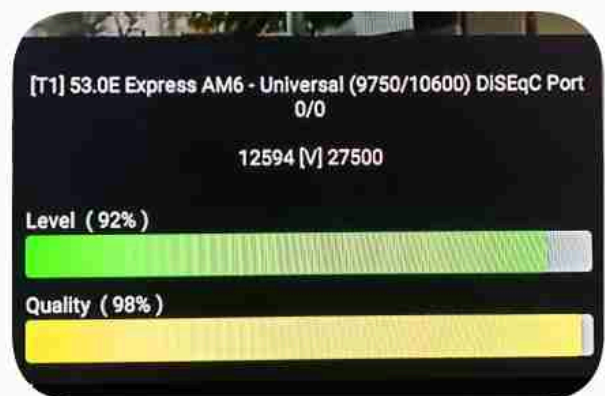 [T1] 53.0E Express AM6 - Universal (9750/10600) DiSEqC Port
0/0
12594 [V] 27500
Level ( 92% )
Quality ( 98% )